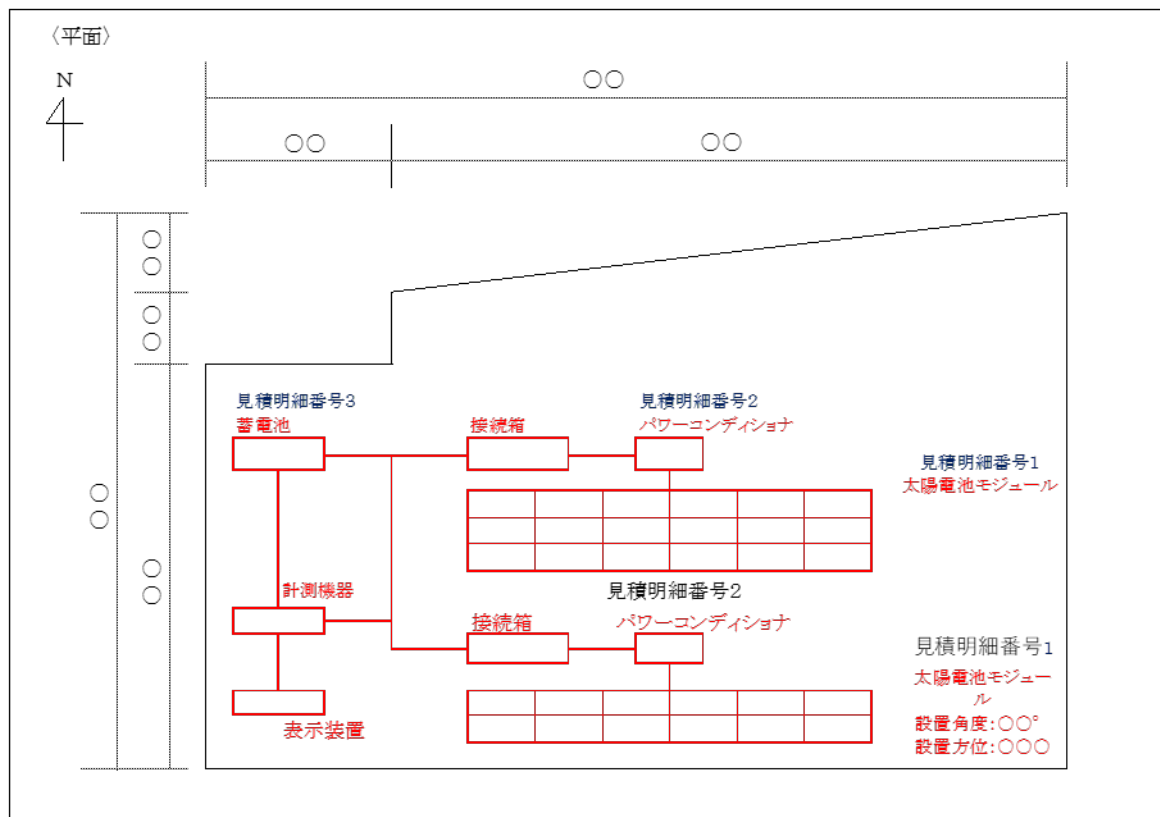 〈平面〉
N
〇〇
〇〇
〇〇
〇〇
〇〇
〇〇
〇〇
見積明細番号3
蓄電池
接続箱
見積明細番号2
パワーコンディショナ
見積明細番号1
太陽電池モジュール
計測機器
見積明細番号2
接続箱
パワーコンディショナ
見積明細番号1
太陽電池モジュー
ル
設置角度:〇〇°
設置方位:〇〇〇
表示装置